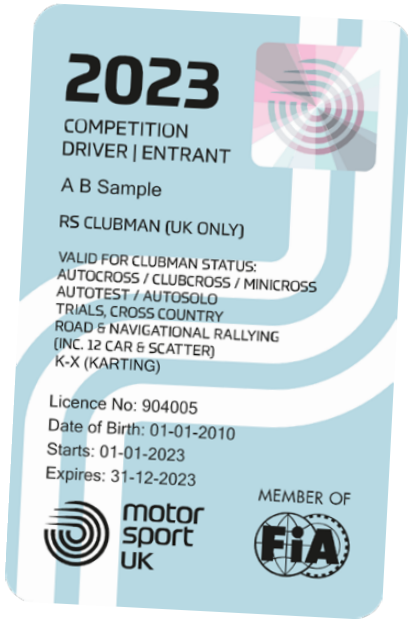 2023
COMPETITION
DRIVER | ENTRANT
A B Sample
RS CLUBMAN (UK ONLY)
VALID FOR CLUBMAN STATUS:
AUTOCROSS / CLUBCROSS / MINICROSS
AUTOTEST / AUTOSOLO
TRIALS, CROSS COUNTRY
ROAD & NAVIGATIONAL RALLYING
(INC. 12 CAR & SCATTER)
K-X (KARTING)
Licence No: 904005
Date of Birth: 01-01-2010
Starts: 01-01-2023
Expires: 31-12-2023
motor
sport
UK
MEMBER OF
FiA